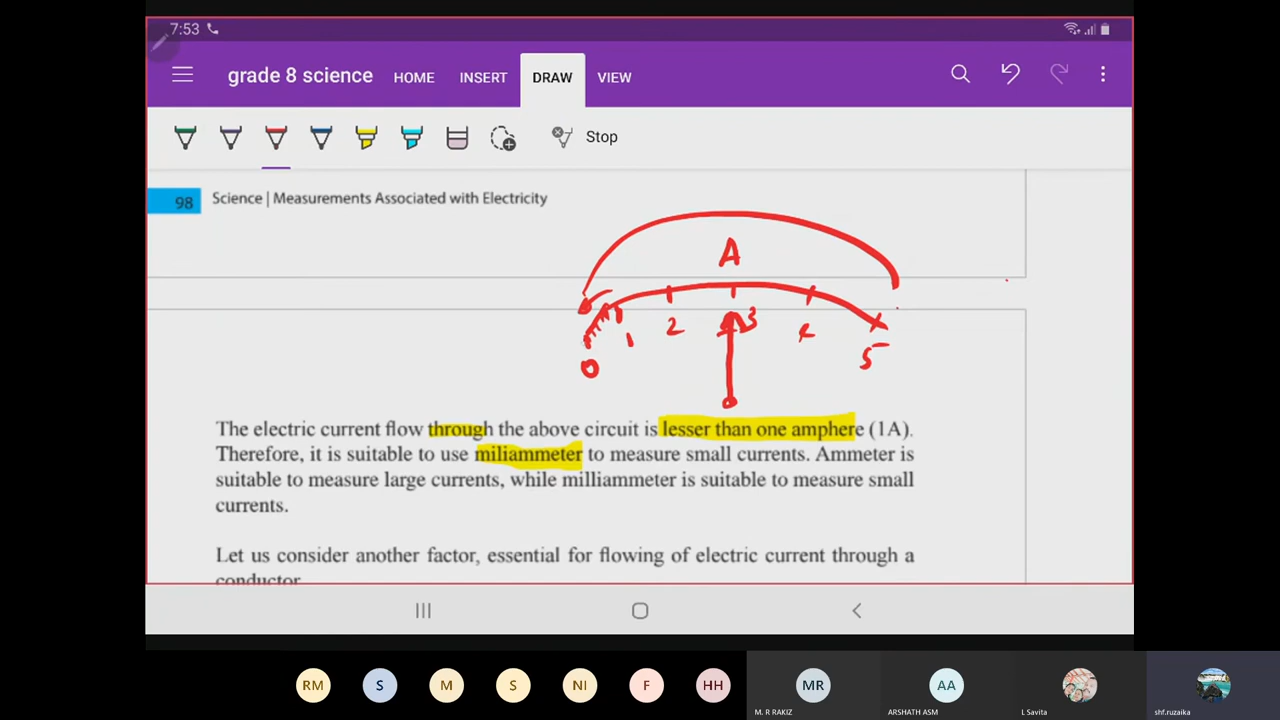 7:53
grade 8 science HOME INSERT DRAW VIEW
Stop
98 Science | Measurements Associated with Electricity
A
0 1 2 3 4 5
The electric current flow through the above circuit is lesser than one amphere (1A).
Therefore, it is suitable to use miliammeter to measure small currents. Ammeter is
suitable to measure large currents, while milliammeter is suitable to measure small
currents.
Let us consider another factor, essential for flowing of electric current through a
conductor
RM S M S NI F HH MR AA
M. R RAKIZ ARSHATH ASM L Savita shf.ruzaika